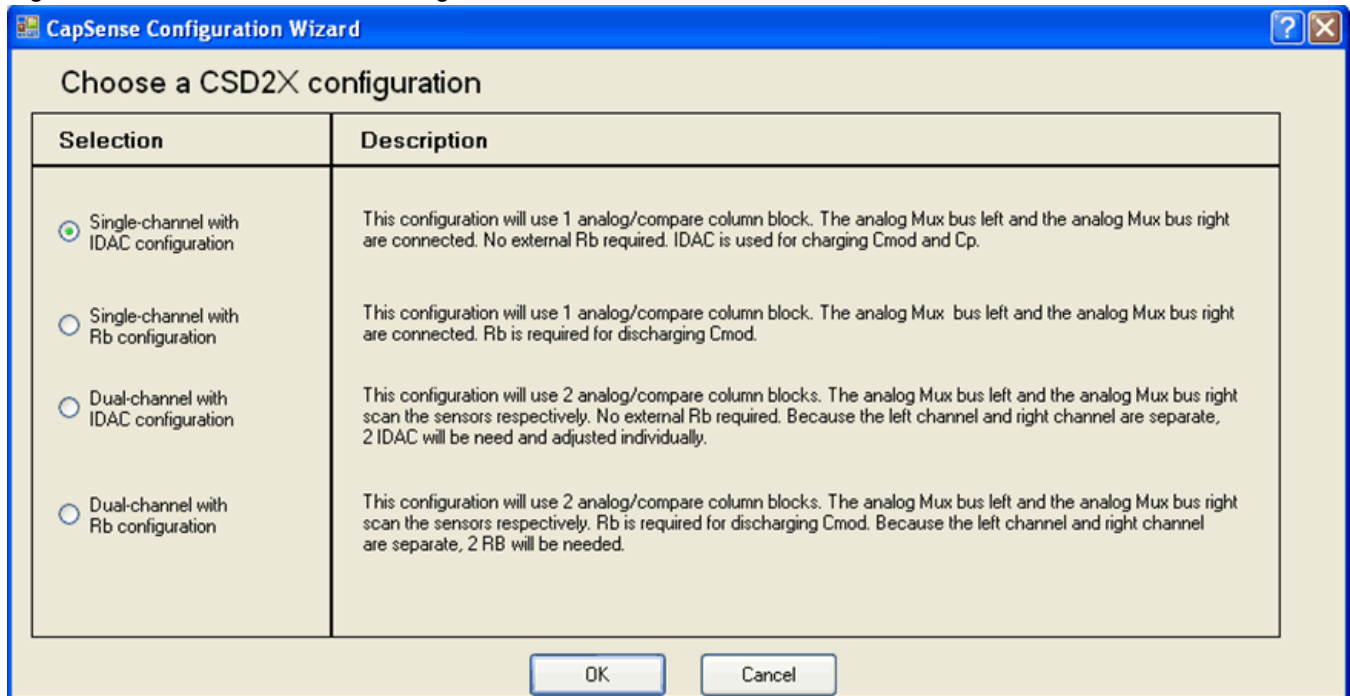 CapSense Configuration Wizard
Choose a CSD2X configuration
Selection
Description
Single-channel with
IDAC configuration
This configuration will use 1 analog/compare column block. The analog Mux bus left and the analog Mux bus right
are connected. No external Rb required. IDAC is used for charging Cmod and Cp.
Single-channel with
Rb configuration
This configuration will use 1 analog/compare column block. The analog Mux bus left and the analog Mux bus right
are connected. Rb is required for discharging Cmod.
Dual-channel with
IDAC configuration
This configuration will use 2 analog/compare column blocks. The analog Mux bus left and the analog Mux bus right
scan the sensors respectively. No external Rb required. Because the left channel and right channel are separate,
2 IDAC will be need and adjusted individually.
Dual-channel with
Rb configuration
This configuration will use 2 analog/compare column blocks. The analog Mux bus left and the analog Mux bus right
scan the sensors respectively. Rb is required for discharging Cmod. Because the left channel and right channel
are separate, 2 RB will be needed.
OK
Cancel